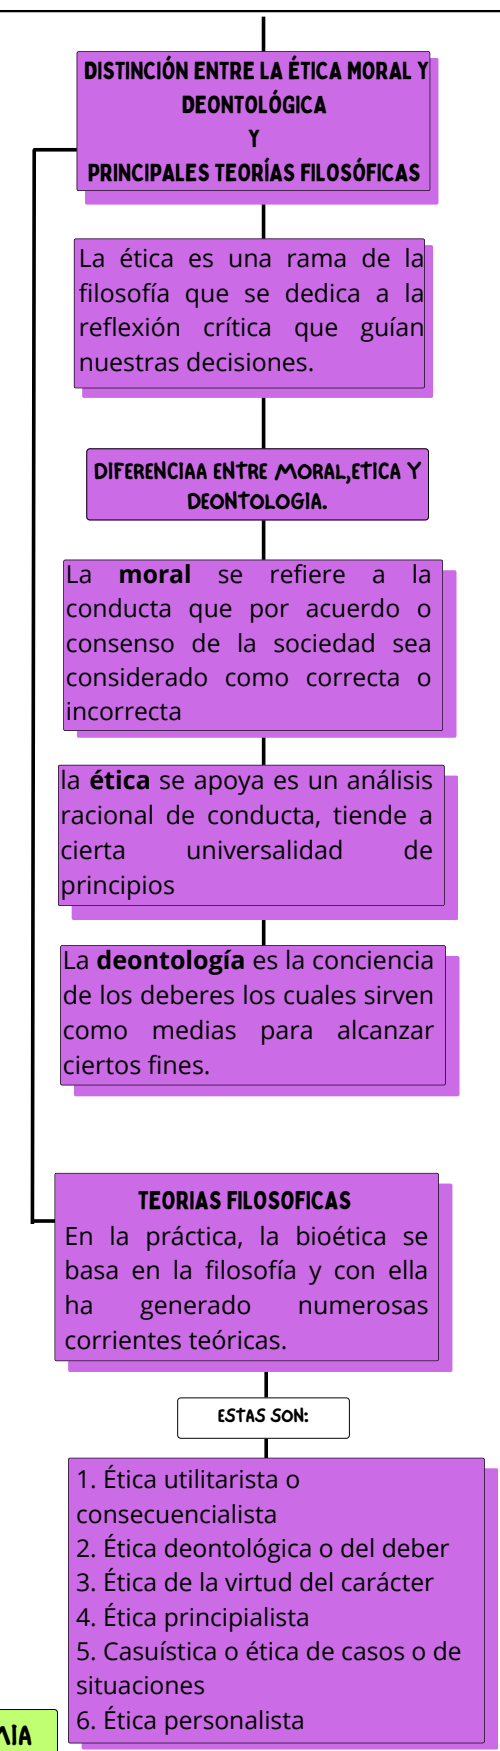 DISTINCIÓN ENTRE LA ÉTICA MORAL Y
DEONTOLÓGICA
Y
PRINCIPALES TEORÍAS FILOSÓFICAS
La ética es una rama de la
filosofía que se dedica a la
reflexión crítica que guían
nuestras decisiones.
DIFERENCIAA ENTRE MORAL,ETICA Y
DEONTOLOGIA.
La moral se refiere a la
conducta que por acuerdo o
consenso de la sociedad sea
considerado como correcta o
incorrecta
la ética se apoya es un análisis
racional de conducta, tiende a
cierta universalidad de
principios
La deontología es la conciencia
de los deberes los cuales sirven
como medias para alcanzar
ciertos fines.
TEORIAS FILOSOFICAS
En la práctica, la bioética se
basa en la filosofía y con ella
ha generado numerosas
corrientes teóricas.
ESTAS SON:
1. Ética utilitarista o
consecuencialista
2. Ética deontológica o del deber
3. Ética de la virtud del carácter
4. Ética principialista
5. Casuística o ética de casos o de
situaciones
6. Ética personalista